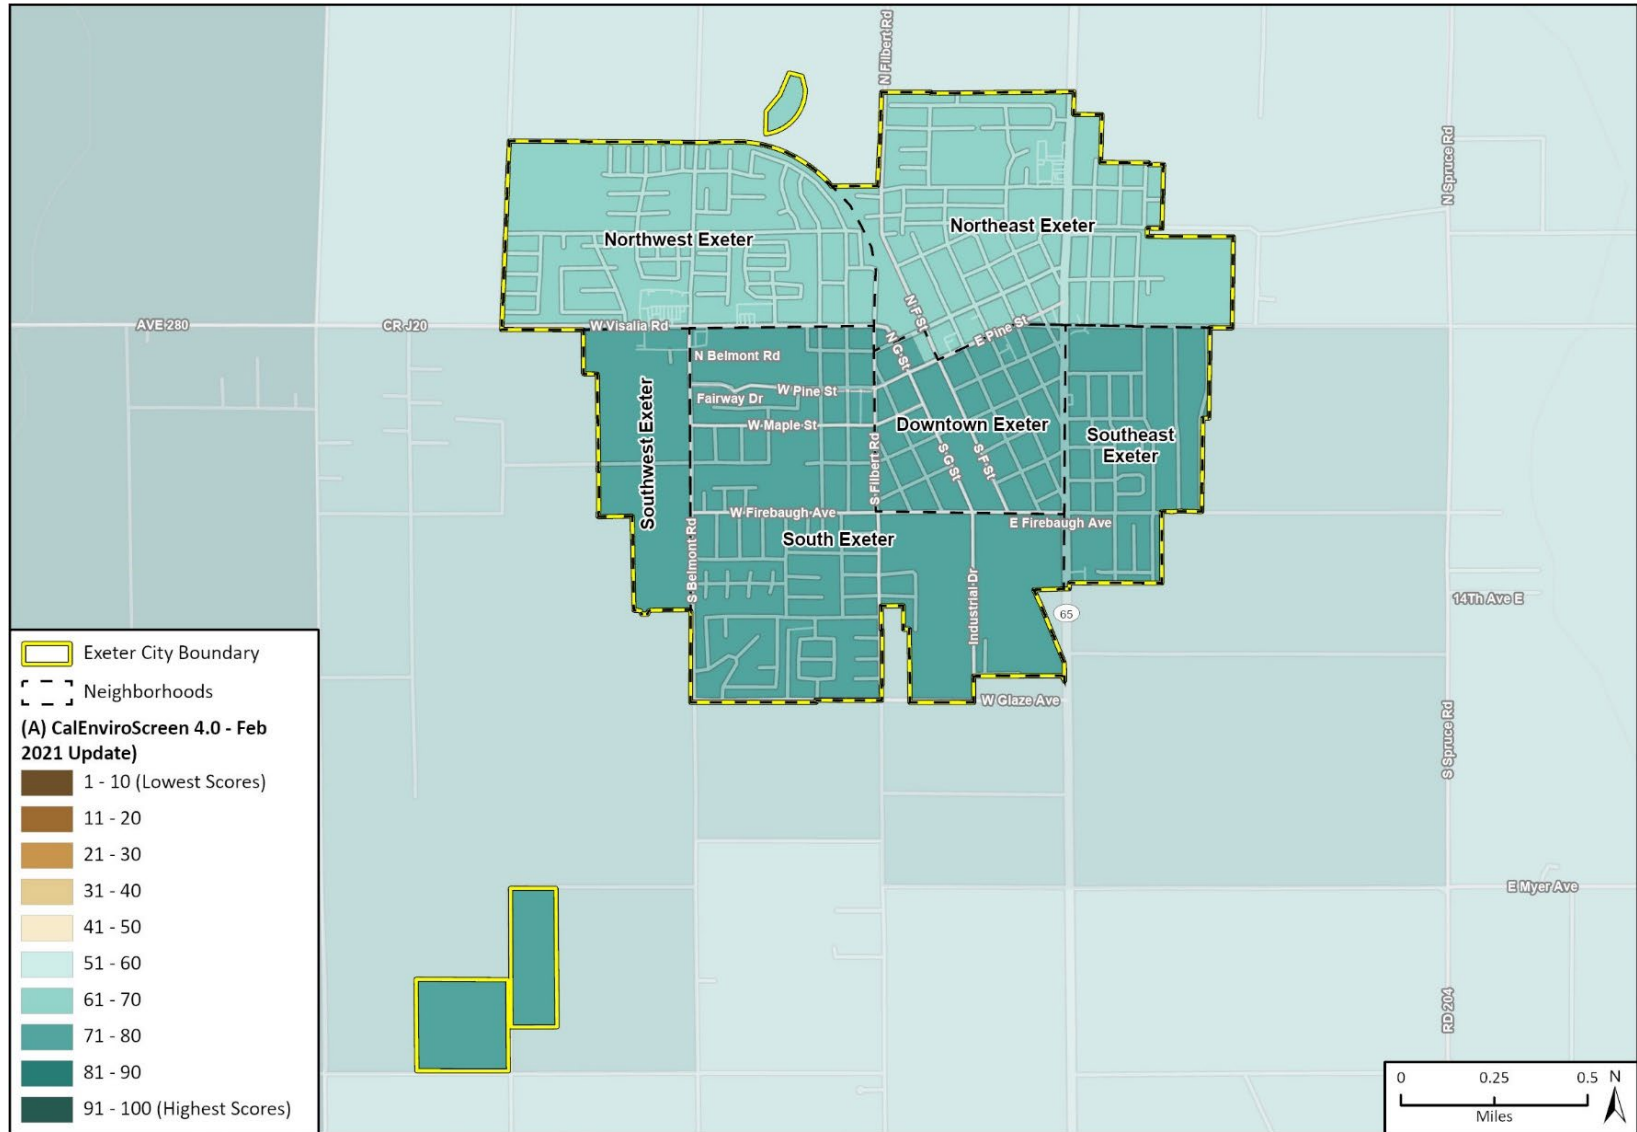 N Filbert Rd
N Spruce Rd
Northeast Exeter
Northwest Exeter
AVE 280
CR J20
W Visalia Rd
N F St
E Pine St
N G St
N Belmont Rd
W Pine St
Fairway Dr
W Maple St
Downtown Exeter
Southeast
Exeter
Southwest Exeter
S Filbert Rd
S G St
S F St
W Firebaugh Ave
E Firebaugh Ave
South Exeter
S Belmont Rd
Industrial Dr
65
14Th Ave E
W Glaze Ave
S Spruce Rd
E Myer Ave
RD 204
Exeter City Boundary
Neighborhoods
(A) CalEnviroScreen 4.0 - Feb
2021 Update)
1 - 10 (Lowest Scores)
11 - 20
21 - 30
31 - 40
41 - 50
51 - 60
61 - 70
71 - 80
81 - 90
91 - 100 (Highest Scores)
0 0.25 0.5 N
Miles